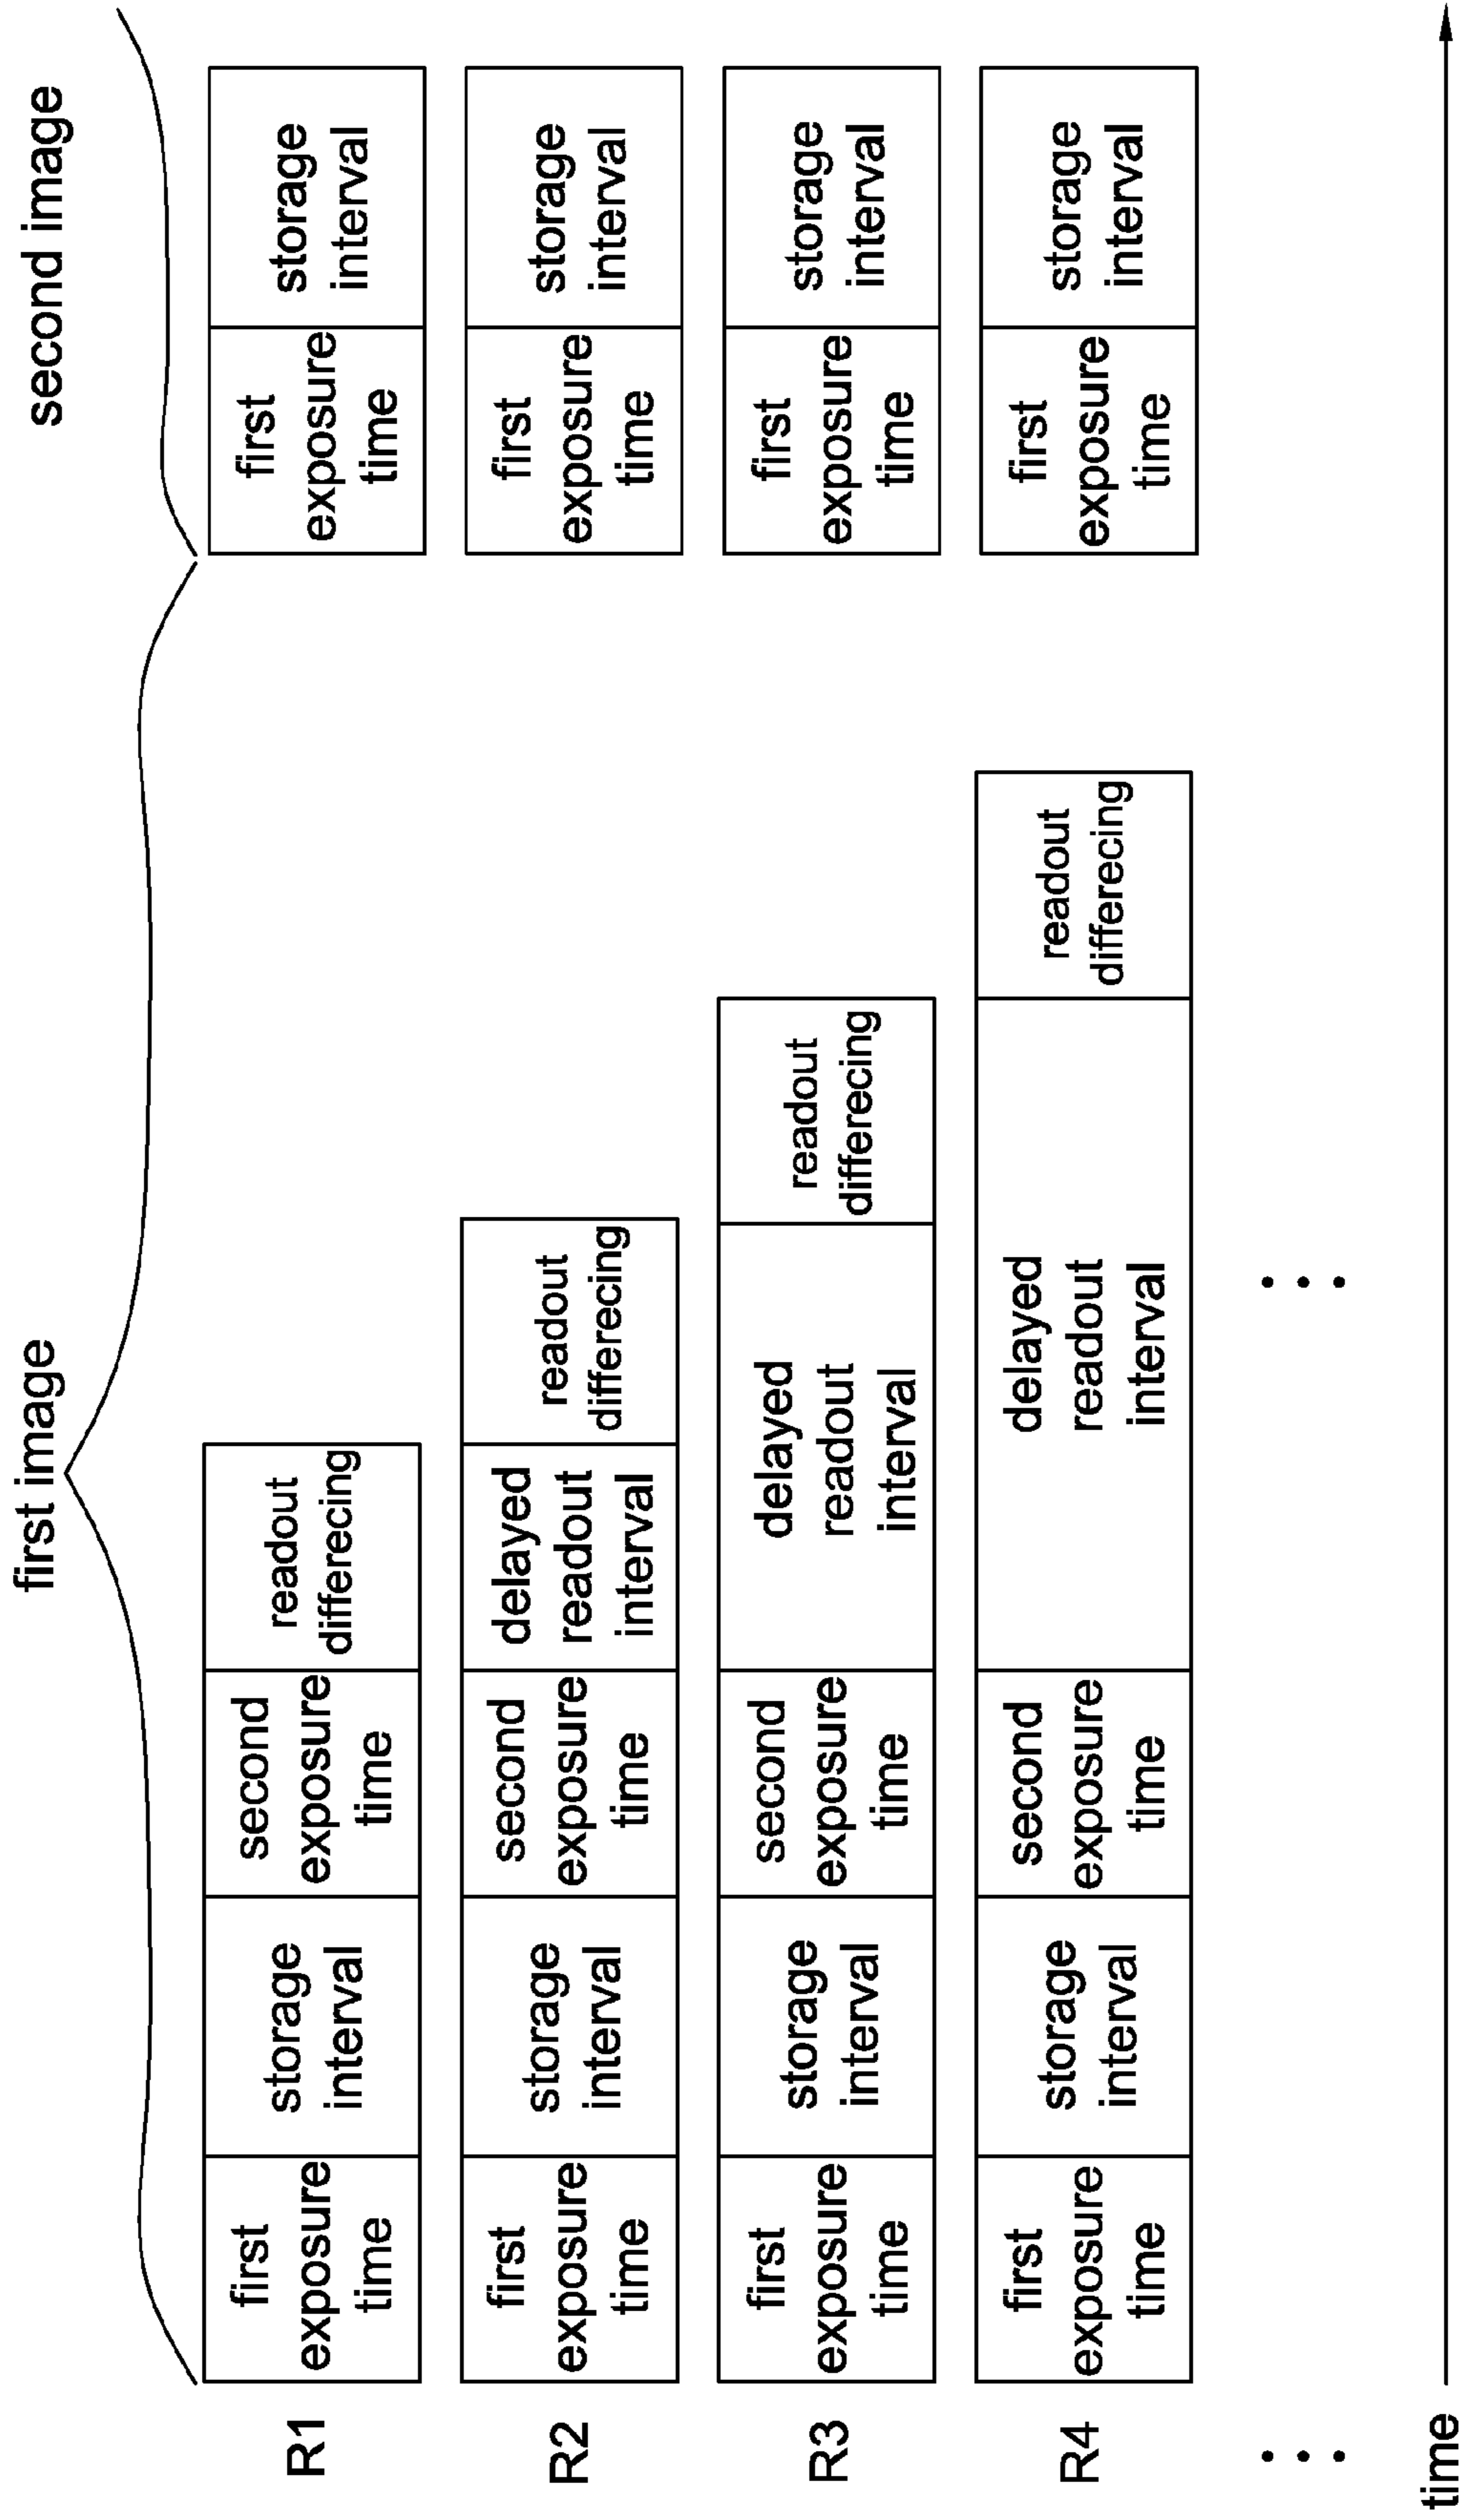 first image
second image
R1
first
exposure
time
storage
interval
second
exposure
time
readout
differecing
first
exposure
time
storage
interval
R2
first
exposure
time
storage
interval
second
exposure
time
delayed
readout
interval
readout
differecing
first
exposure
time
storage
interval
R3
first
exposure
time
storage
interval
second
exposure
time
delayed
readout
interval
readout
differecing
first
exposure
time
storage
interval
R4
first
exposure
time
storage
interval
second
exposure
time
delayed
readout
interval
readout
differecing
first
exposure
time
storage
interval
time